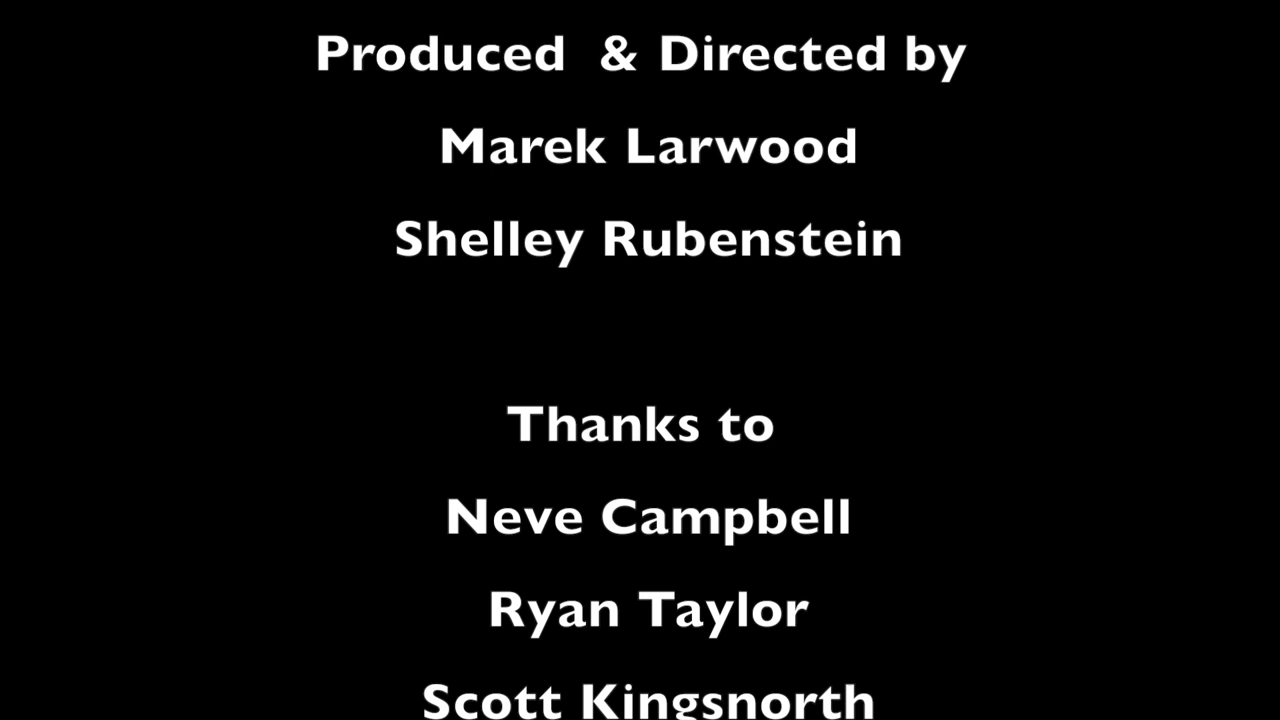 Produced  & Directed by
Marek Larwood
Shelley Rubenstein
Thanks to
Neve Campbell
Ryan Taylor
Scott Kingsnorth